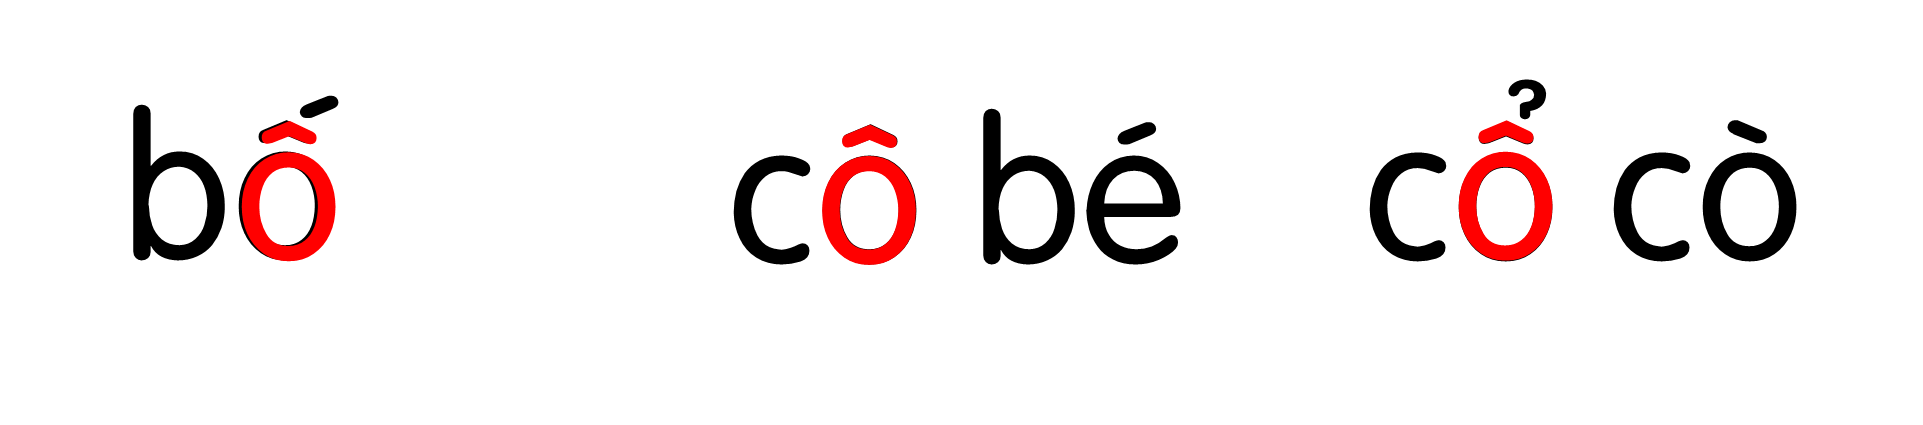 bố cô bé cổ cò